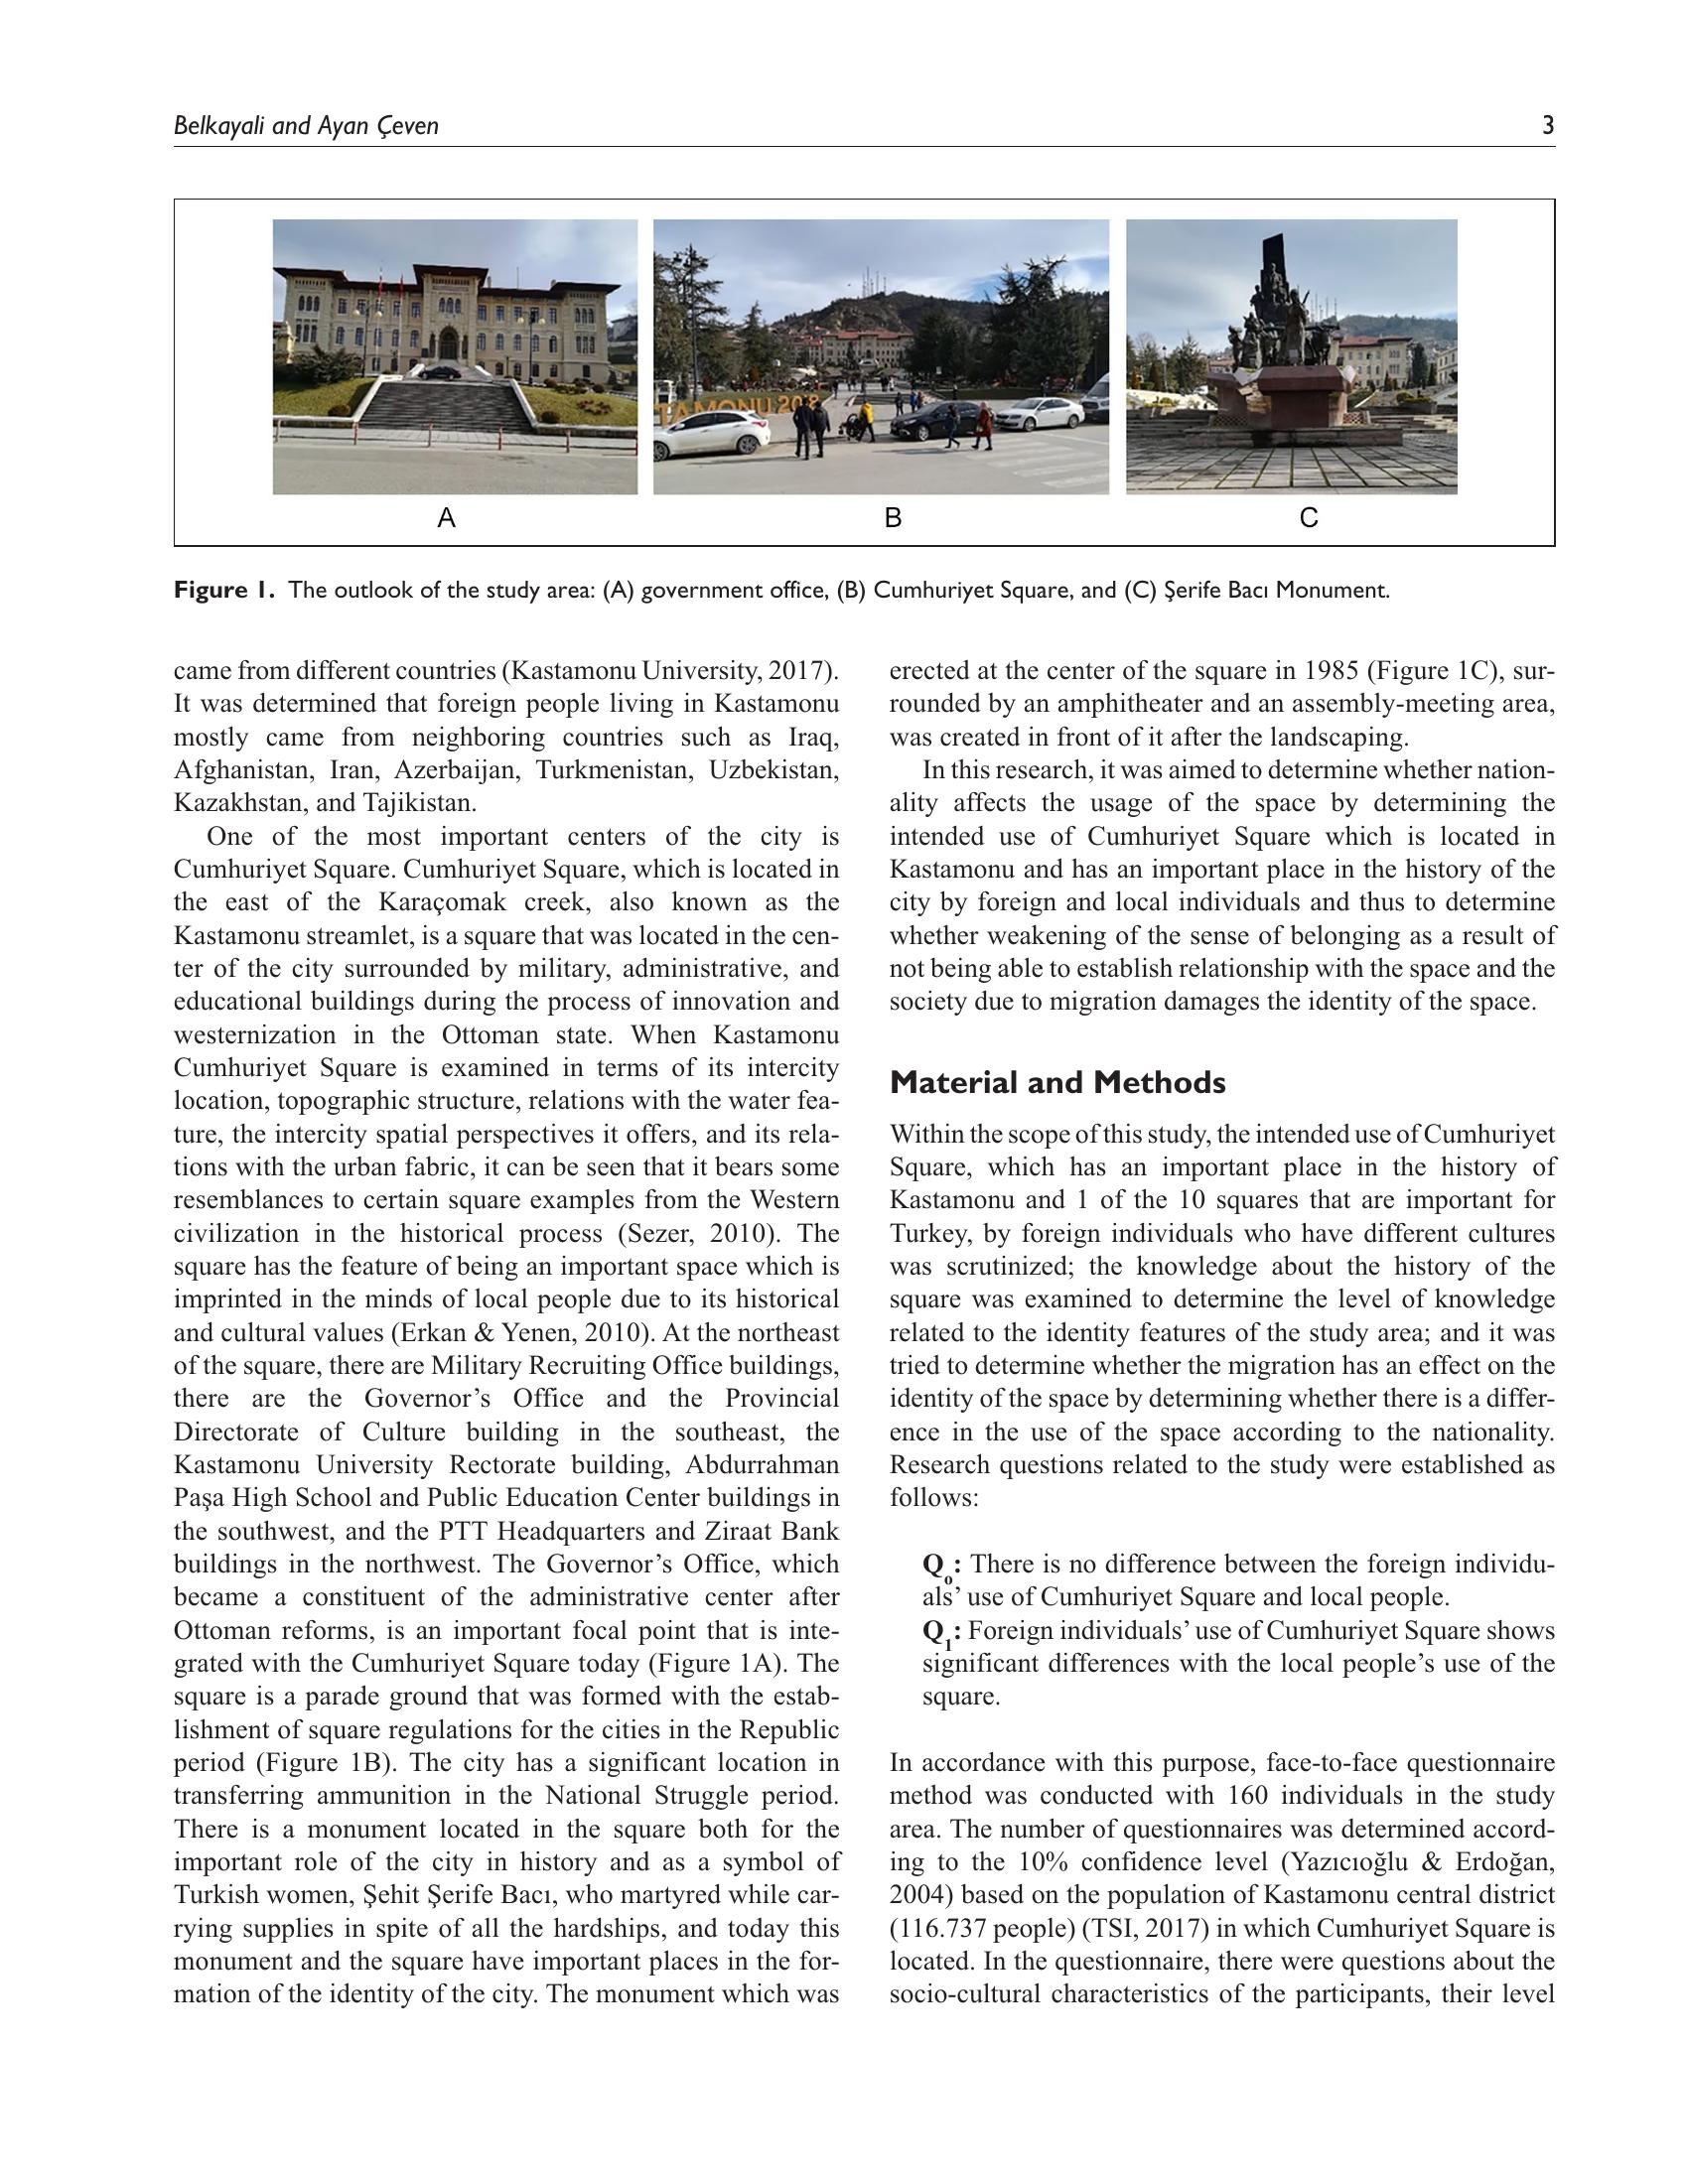 Belkayali and Ayan Çeven
3
TAMONU 20
A
B
C
Figure 1. The outlook of the study area: (A) government office, (B) Cumhuriyet Square, and (C) Şerife Bacı Monument.
came from different countries (Kastamonu University, 2017).
It was determined that foreign people living in Kastamonu
mostly came from neighboring countries such as Iraq,
Afghanistan, Iran, Azerbaijan, Turkmenistan, Uzbekistan,
Kazakhstan, and Tajikistan.
One of the most important centers of the city is
Cumhuriyet Square. Cumhuriyet Square, which is located in
the east of the Karaçomak creek, also known as the
Kastamonu streamlet, is a square that was located in the cen-
ter of the city surrounded by military, administrative, and
educational buildings during the process of innovation and
westernization in the Ottoman state. When Kastamonu
Cumhuriyet Square is examined in terms of its intercity
location, topographic structure, relations with the water fea-
ture, the intercity spatial perspectives it offers, and its rela-
tions with the urban fabric, it can be seen that it bears some
resemblances to certain square examples from the Western
civilization in the historical process (Sezer, 2010). The
square has the feature of being an important space which is
imprinted in the minds of local people due to its historical
and cultural values (Erkan & Yenen, 2010). At the northeast
of the square, there are Military Recruiting Office buildings,
there are the Governor's Office and the Provincial
Directorate of Culture building in the southeast, the
Kastamonu University Rectorate building, Abdurrahman
Paşa High School and Public Education Center buildings in
the southwest, and the PTT Headquarters and Ziraat Bank
buildings in the northwest. The Governor's Office, which
became a constituent of the administrative center after
Ottoman reforms, is an important focal point that is inte-
grated with the Cumhuriyet Square today (Figure 1A). The
square is a parade ground that was formed with the estab-
lishment of square regulations for the cities in the Republic
period (Figure 1B). The city has a significant location in
transferring ammunition in the National Struggle period.
There is a monument located in the square both for the
important role of the city in history and as a symbol of
Turkish women, Şehit Şerife Bacı, who martyred while car-
rying supplies in spite of all the hardships, and today this
monument and the square have important places in the for-
mation of the identity of the city. The monument which was
erected at the center of the square in 1985 (Figure 1C), sur-
rounded by an amphitheater and an assembly-meeting area,
was created in front of it after the landscaping.
In this research, it was aimed to determine whether nation-
ality affects the usage of the space by determining the
intended use of Cumhuriyet Square which is located in
Kastamonu and has an important place in the history of the
city by foreign and local individuals and thus to determine
whether weakening of the sense of belonging as a result of
not being able to establish relationship with the space and the
society due to migration damages the identity of the space.
Material and Methods
Within the scope of this study, the intended use of Cumhuriyet
Square, which has an important place in the history of
Kastamonu and 1 of the 10 squares that are important for
Turkey, by foreign individuals who have different cultures
was scrutinized; the knowledge about the history of the
square was examined to determine the level of knowledge
related to the identity features of the study area; and it was
tried to determine whether the migration has an effect on the
identity of the space by determining whether there is a differ-
ence in the use of the space according to the nationality.
Research questions related to the study were established as
follows:
Qo: There is no difference between the foreign individu-
als' use of Cumhuriyet Square and local people.
Q1: Foreign individuals' use of Cumhuriyet Square shows
significant differences with the local people's use of the
square.
In accordance with this purpose, face-to-face questionnaire
method was conducted with 160 individuals in the study
area. The number of questionnaires was determined accord-
ing to the 10% confidence level (Yazıcıoğlu & Erdoğan,
2004) based on the population of Kastamonu central district
(116.737 people) (TSI, 2017) in which Cumhuriyet Square is
located. In the questionnaire, there were questions about the
socio-cultural characteristics of the participants, their level